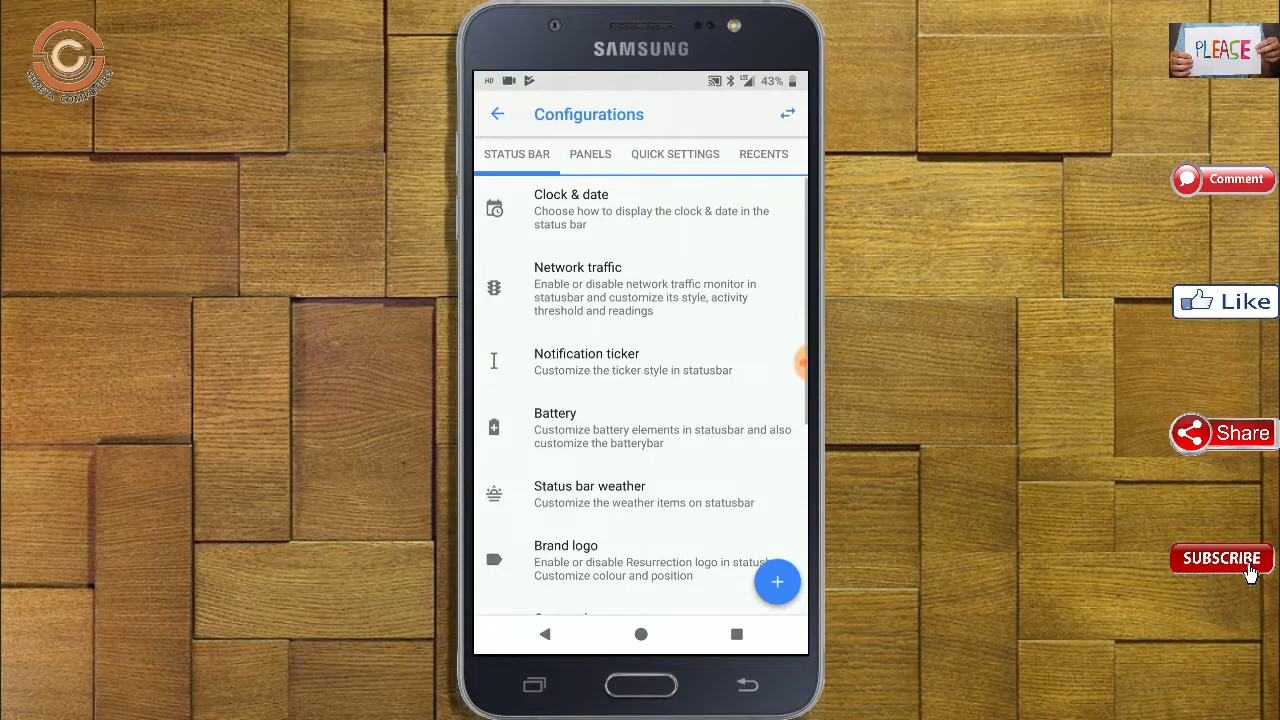 C
SHREYA COMPUTERS
PLEASE
Comment
Like
Share
SUBSCRIBE
SAMSUNG
HD
LTE
43%
Configurations
STATUS BAR PANELS QUICK SETTINGS RECENTS
Clock & date
Choose how to display the clock & date in the
status bar
Network traffic
Enable or disable network traffic monitor in
statusbar and customize its style, activity
threshold and readings
Notification ticker
Customize the ticker style in statusbar
Battery
Customize battery elements in statusbar and also
customize the batterybar
Status bar weather
Customize the weather items on statusbar
Brand logo
Enable or disable Resurrection logo in
Customize colour and position